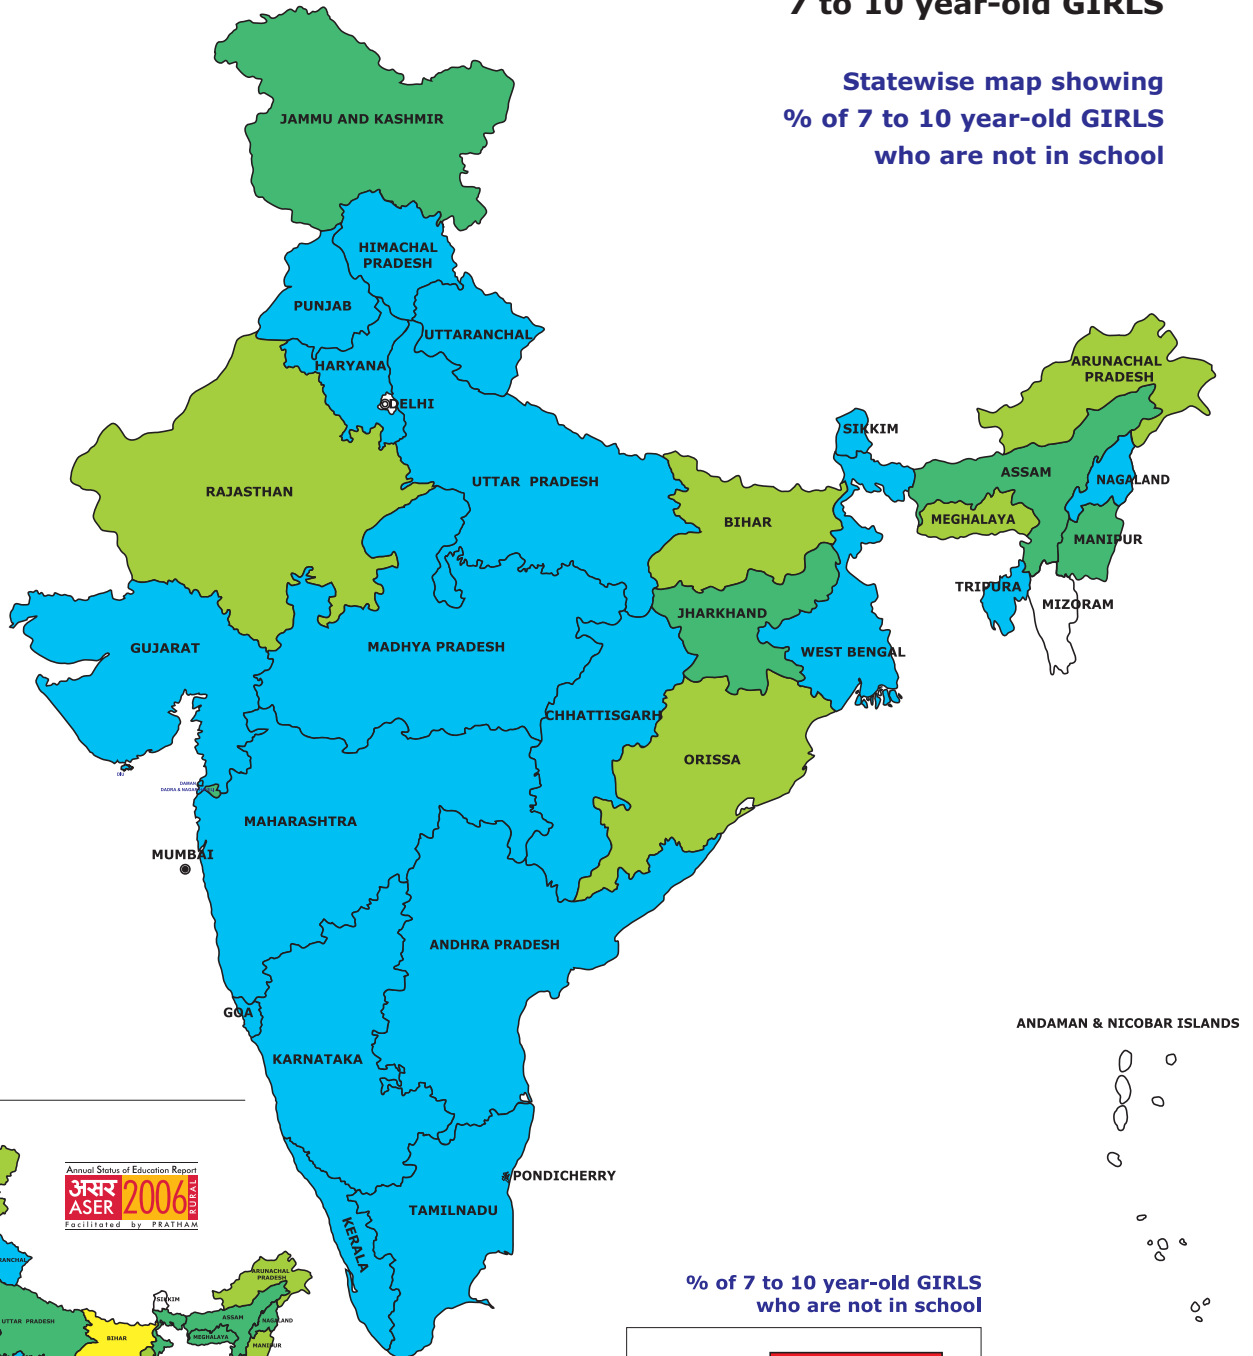 7 to 10 year-old GIRLS
Statewise map showing
% of 7 to 10 year-old GIRLS
who are not in school
JAMMU AND KASHMIR
HIMACHAL
PRADESH
PUNJAB
UTTARANCHAL
HARYANA
DELHI
ARUNACHAL
PRADESH
SIKKIM
RAJASTHAN
UTTAR PRADESH
ASSAM
NAGALAND
BIHAR
MEGHALAYA
MANIPUR
TRIPURA
MIZORAM
JHARKHAND
GUJARAT
MADHYA PRADESH
WEST BENGAL
CHHATTISGARH
ORISSA
DIU
DAMAN
DADRA & NAGAR
MAHARASHTRA
MUMBAI
ANDHRA PRADESH
GOA
ANDAMAN & NICOBAR ISLANDS
KARNATAKA
PONDICHERRY
TAMILNADU
KERALA
Annual Status of Education Report
असर
ASER
2006
RURAL
Facilitated by PRATHAM
% of 7 to 10 year-old GIRLS
who are not in school
ARUNACHAL
PRADESH
SIKKIM
UTTAR PRADESH
BIHAR
ASSAM
NAGALAND
MEGHALAYA
MANIPUR